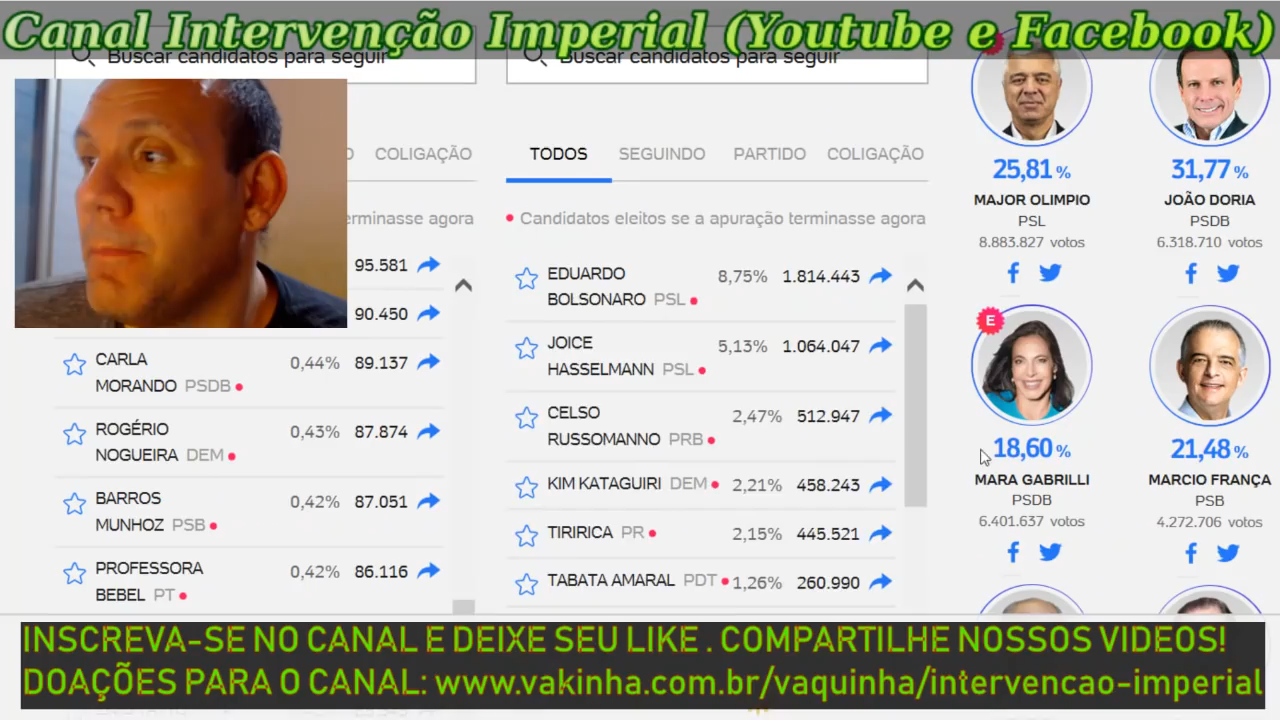 Canal Intervenção Imperial (Youtube e Facebook)
Buscar candidatos para seguir
Buscar candidatos para seguir
COLIGAÇÃO
TODOS SEGUINDO PARTIDO COLIGAÇÃO
erminasse agora
Candidatos eleitos se a apuração terminasse agora
95.581
90.450
CARLA
MORANDO PSDB
0,44% 89.137
ROGÉRIO
NOGUEIRA DEM
0,43% 87.874
BARROS
MUNHOZ PSB
0,42% 87.051
PROFESSORA
BEBEL PT
0,42% 86.116
EDUARDO
BOLSONARO PSL
8,75% 1.814.443
JOICE
HASSELMANN PSL
5,13% 1.064.047
CELSO
RUSSOMANNO PRB
2,47% 512.947
KIM KATAGUIRI DEM 2,21% 458.243
TIRIRICA PR 2,15% 445.521
TABATA AMARAL PDT 1,26% 260.990
25,81 %
MAJOR OLIMPIO
PSL
8.883.827 votos
31,77 %
JOÃO DORIA
PSDB
6.318.710 votos
E
18,60 %
MARA GABRILLI
PSDB
6.401.637 votos
21,48 %
MARCIO FRANÇA
PSB
4.272.706 votos
INSCREVA-SE NO CANAL E DEIXE SEU LIKE . COMPARTILHE NOSSOS VIDEOS!
DOAÇÕES PARA O CANAL: www.vakinha.com.br/vaquinha/intervencao-imperial